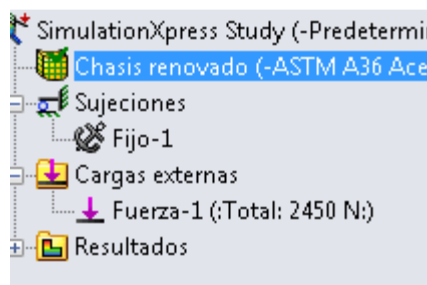 SimulationXpress Study (-Predetermi
Chasis renovado (-ASTM A36 Ace
Sujeciones
Fijo-1
Cargas externas
Fuerza-1 (:Total: 2450 N:)
Resultados